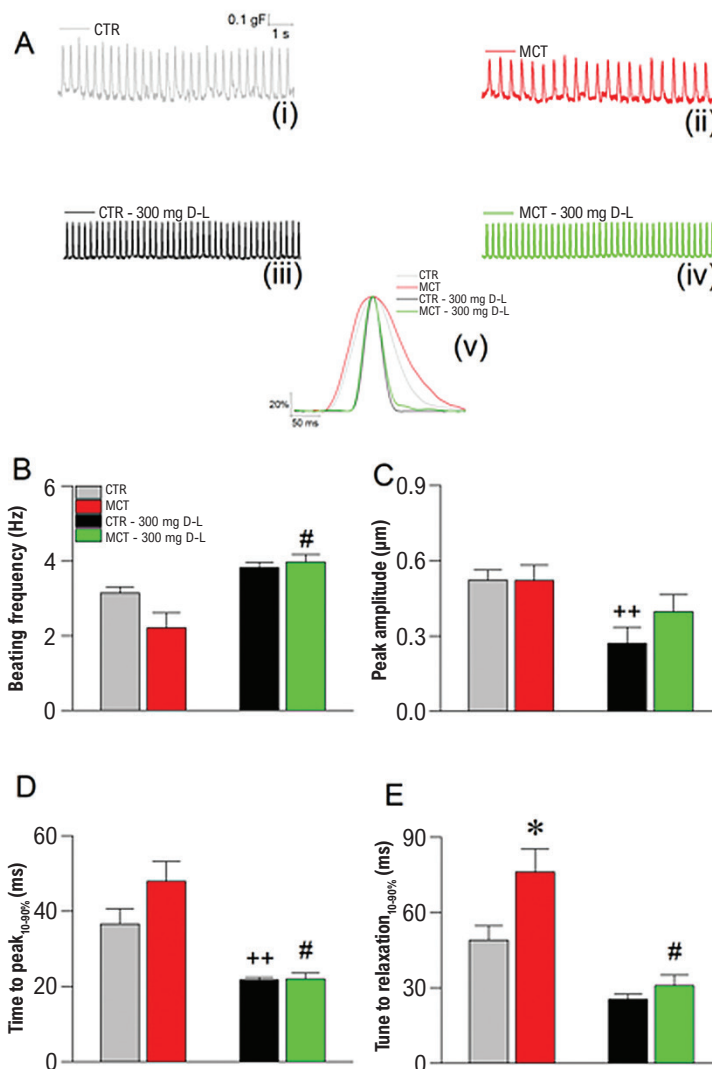 A
CTR
0.1 gF
1 s
(i)
MCT
(ii)
CTR - 300 mg D-L
(iii)
MCT - 300 mg D-L
(iv)
CTR
MCT
CTR - 300 mg D-L
MCT - 300 mg D-L
(v)
20%
50 ms
B
Beating frequency (Hz)
6
4
2
0
CTR
MCT
CTR - 300 mg D-L
MCT - 300 mg D-L
#
C
Peak amplitude (µm)
0.9
0.6
0.3
0.0
++
D
Time to peak10-90% (ms)
60
40
20
0
++
#
E
Tune to relaxation10-90% (ms)
90
60
30
0
*
#